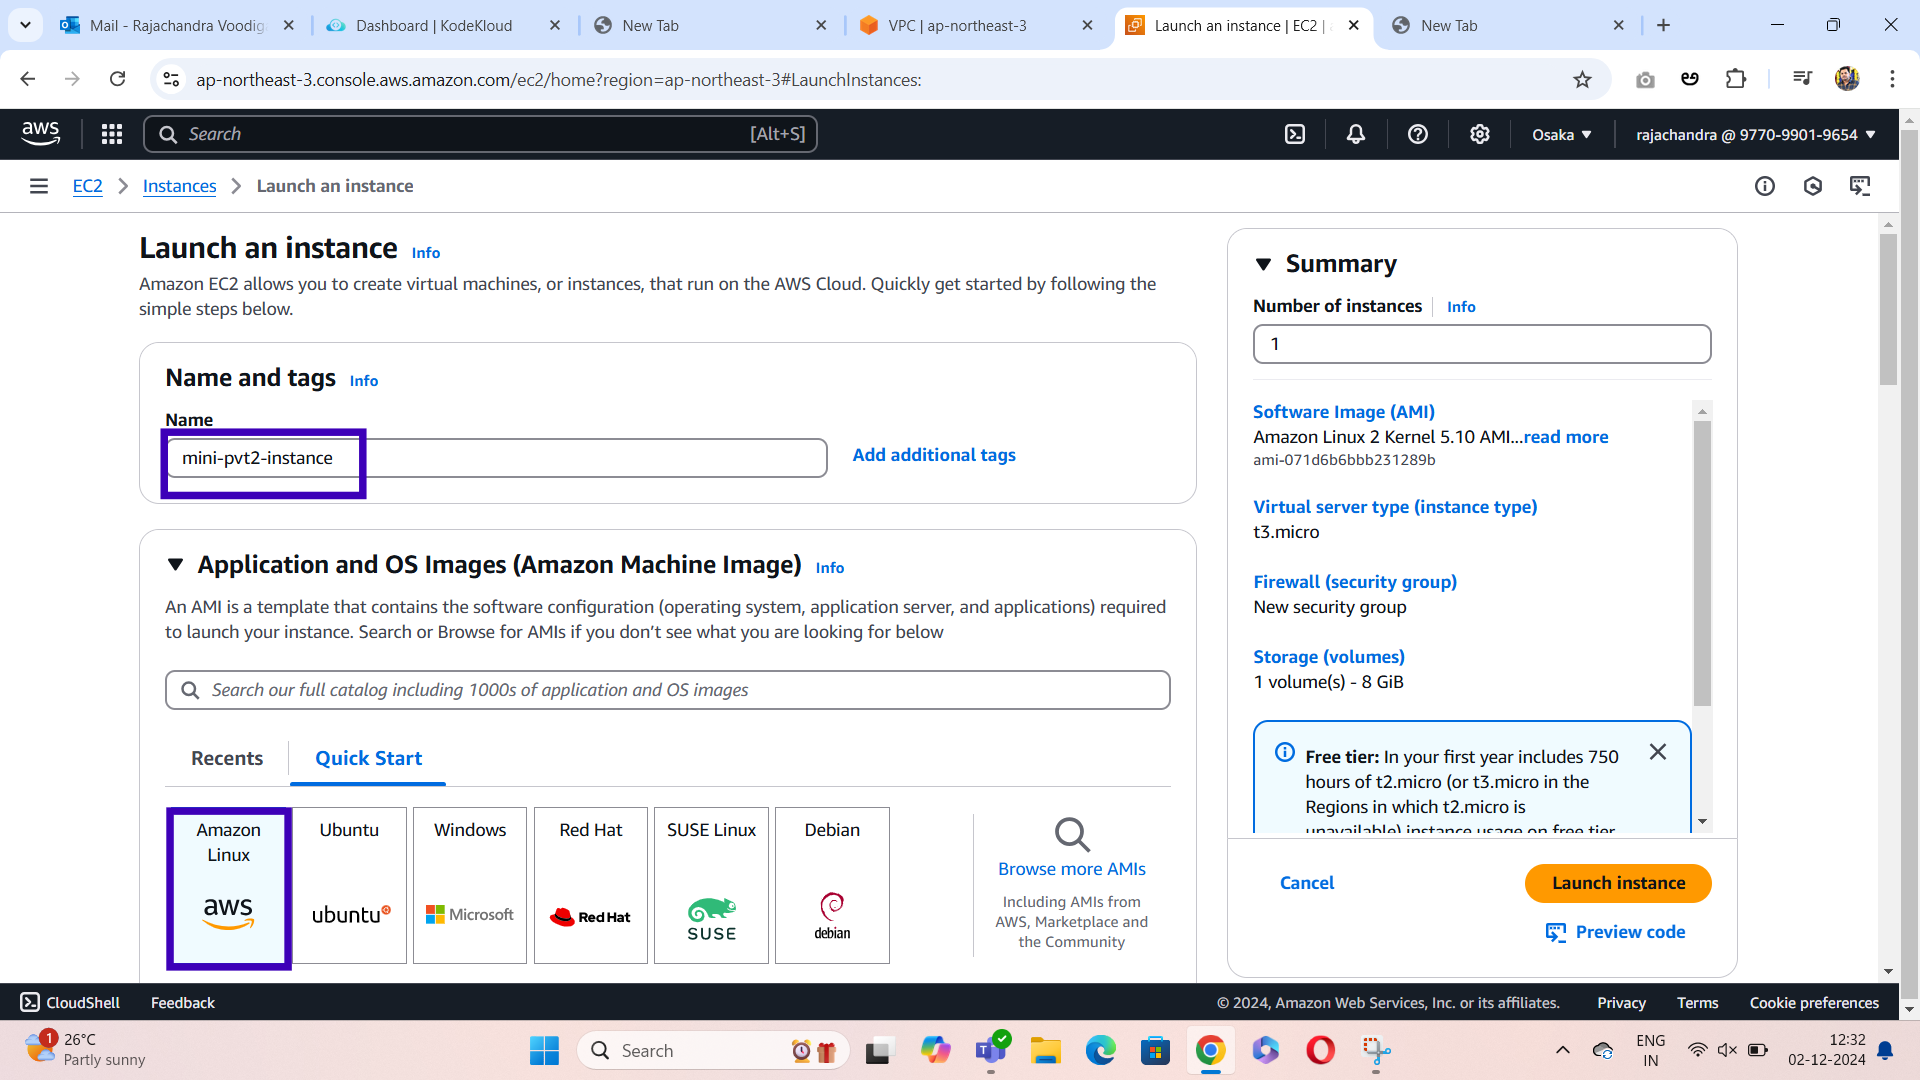 Mail - Rajachandra Voodig
Dashboard | KodeKloud
New Tab
VPC | ap-northeast-3
Launch an instance | EC2 |
New Tab
ap-northeast-3.console.aws.amazon.com/ec2/home?region=ap-northeast-3#LaunchInstances:
aws
Search
[Alt+S]
Osaka
rajachandra @ 9770-9901-9654
EC2
Instances
Launch an instance
Launch an instance Info
Amazon EC2 allows you to create virtual machines, or instances, that run on the AWS Cloud. Quickly get started by following the
simple steps below.
Name and tags Info
Name
mini-pvt2-instance
Add additional tags
Application and OS Images (Amazon Machine Image) Info
An AMI is a template that contains the software configuration (operating system, application server, and applications) required
to launch your instance. Search or Browse for AMIs if you don’t see what you are looking for below
Search our full catalog including 1000s of application and OS images
Recents
Quick Start
Amazon
Linux
aws
Ubuntu
ubuntu
Windows
Microsoft
Red Hat
Red Hat
SUSE Linux
SUSE
Debian
debian
Browse more AMIs
Including AMIs from
AWS, Marketplace and
the Community
Summary
Number of instances Info
1
Software Image (AMI)
Amazon Linux 2 Kernel 5.10 AMI...read more
ami-071d6b6bbb231289b
Virtual server type (instance type)
t3.micro
Firewall (security group)
New security group
Storage (volumes)
1 volume(s) - 8 GiB
Free tier: In your first year includes 750
hours of t2.micro (or t3.micro in the
Regions in which t2.micro is
unavailable) instance usage on free tier
Cancel
Launch instance
Preview code
CloudShell
Feedback
© 2024, Amazon Web Services, Inc. or its affiliates.
Privacy
Terms
Cookie preferences
1
26°C
Partly sunny
Search
ENG
IN
12:32
02-12-2024